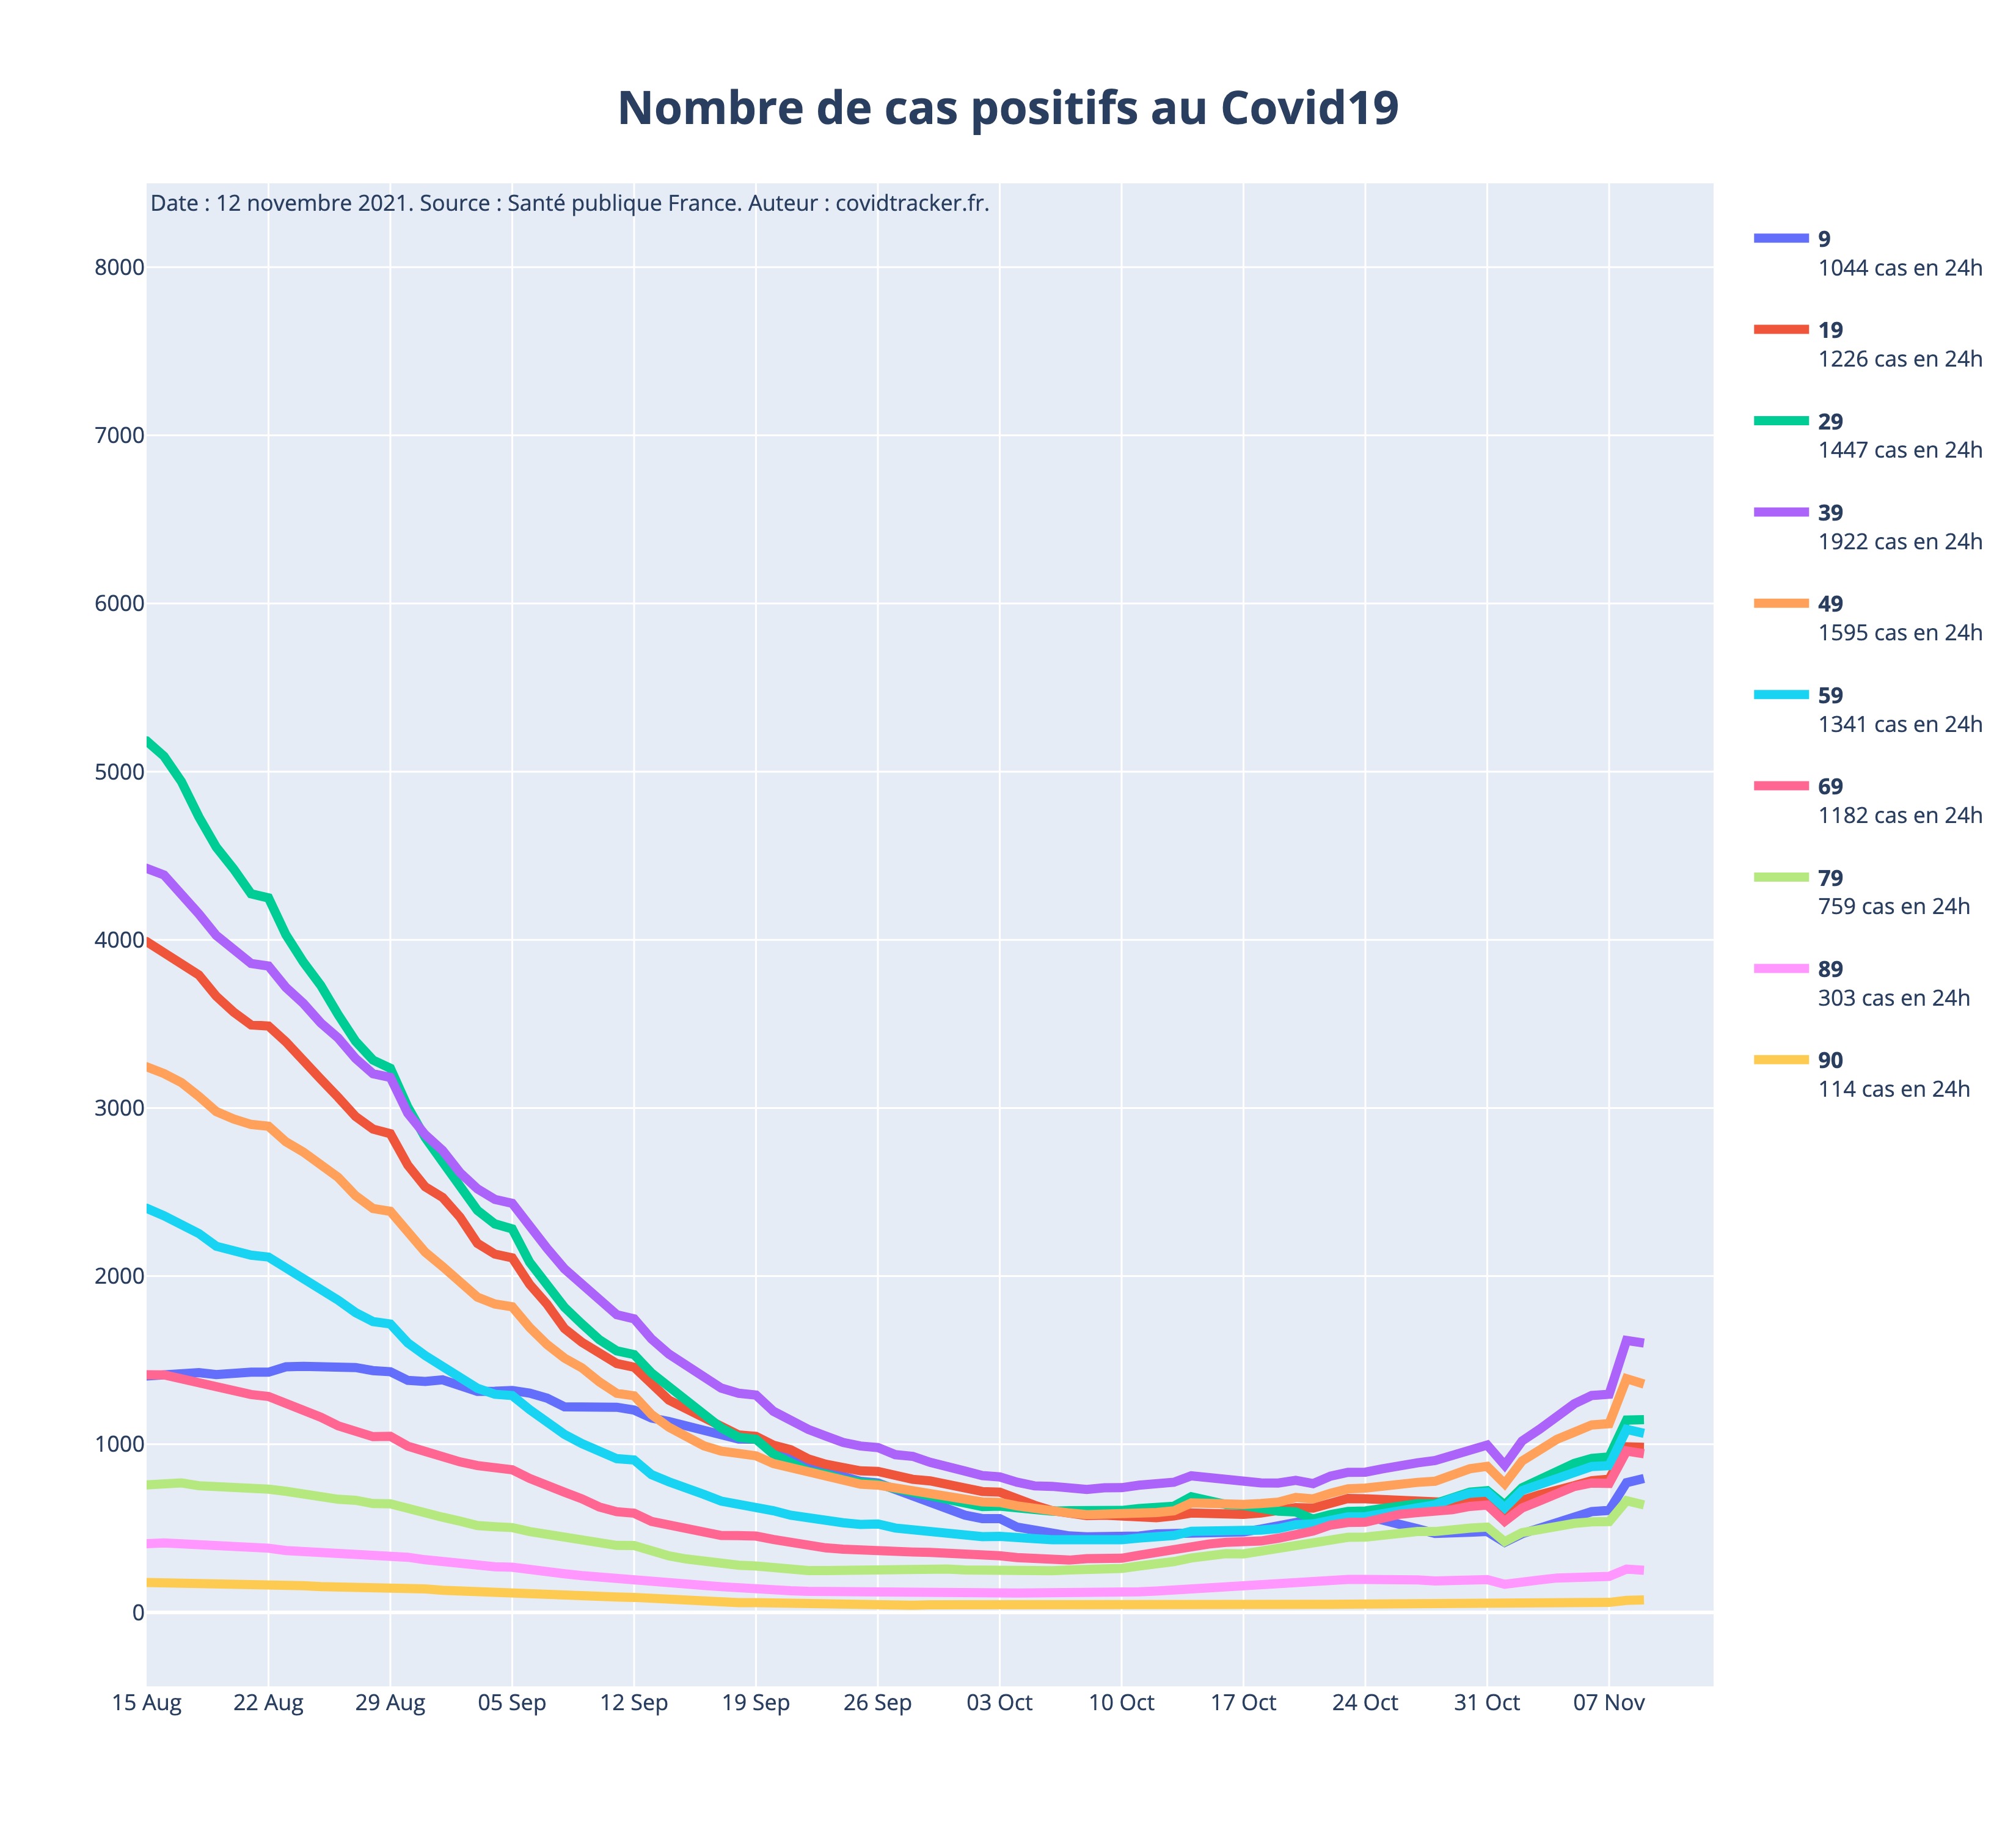 Nombre de cas positifs au Covid19
Date : 12 novembre 2021. Source : Santé publique France. Auteur : covidtracker.fr.
8000
7000
6000
5000
4000
3000
2000
1000
0
15 Aug
22 Aug
29 Aug
05 Sep
12 Sep
19 Sep
26 Sep
03 Oct
10 Oct
17 Oct
24 Oct
31 Oct
07 Nov
9
1044 cas en 24h
19
1226 cas en 24h
29
1447 cas en 24h
39
1922 cas en 24h
49
1595 cas en 24h
59
1341 cas en 24h
69
1182 cas en 24h
79
759 cas en 24h
89
303 cas en 24h
90
114 cas en 24h